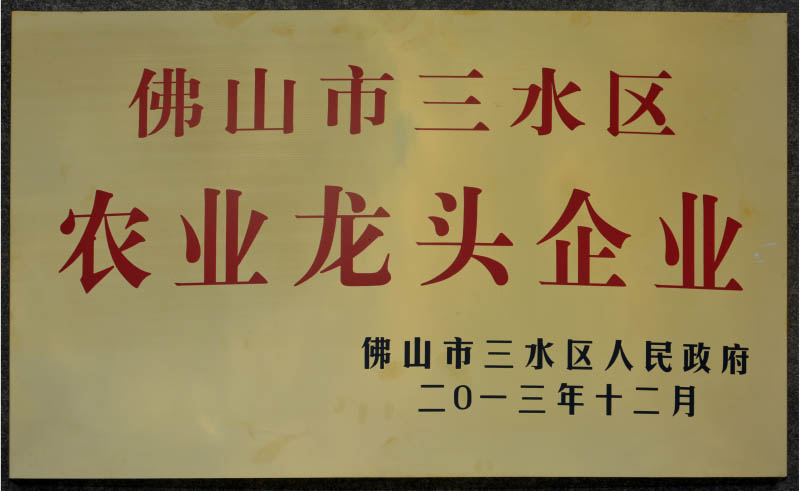 佛山市三水区
农业龙头企业
佛山市三水区人民政府
二0一三年十二月